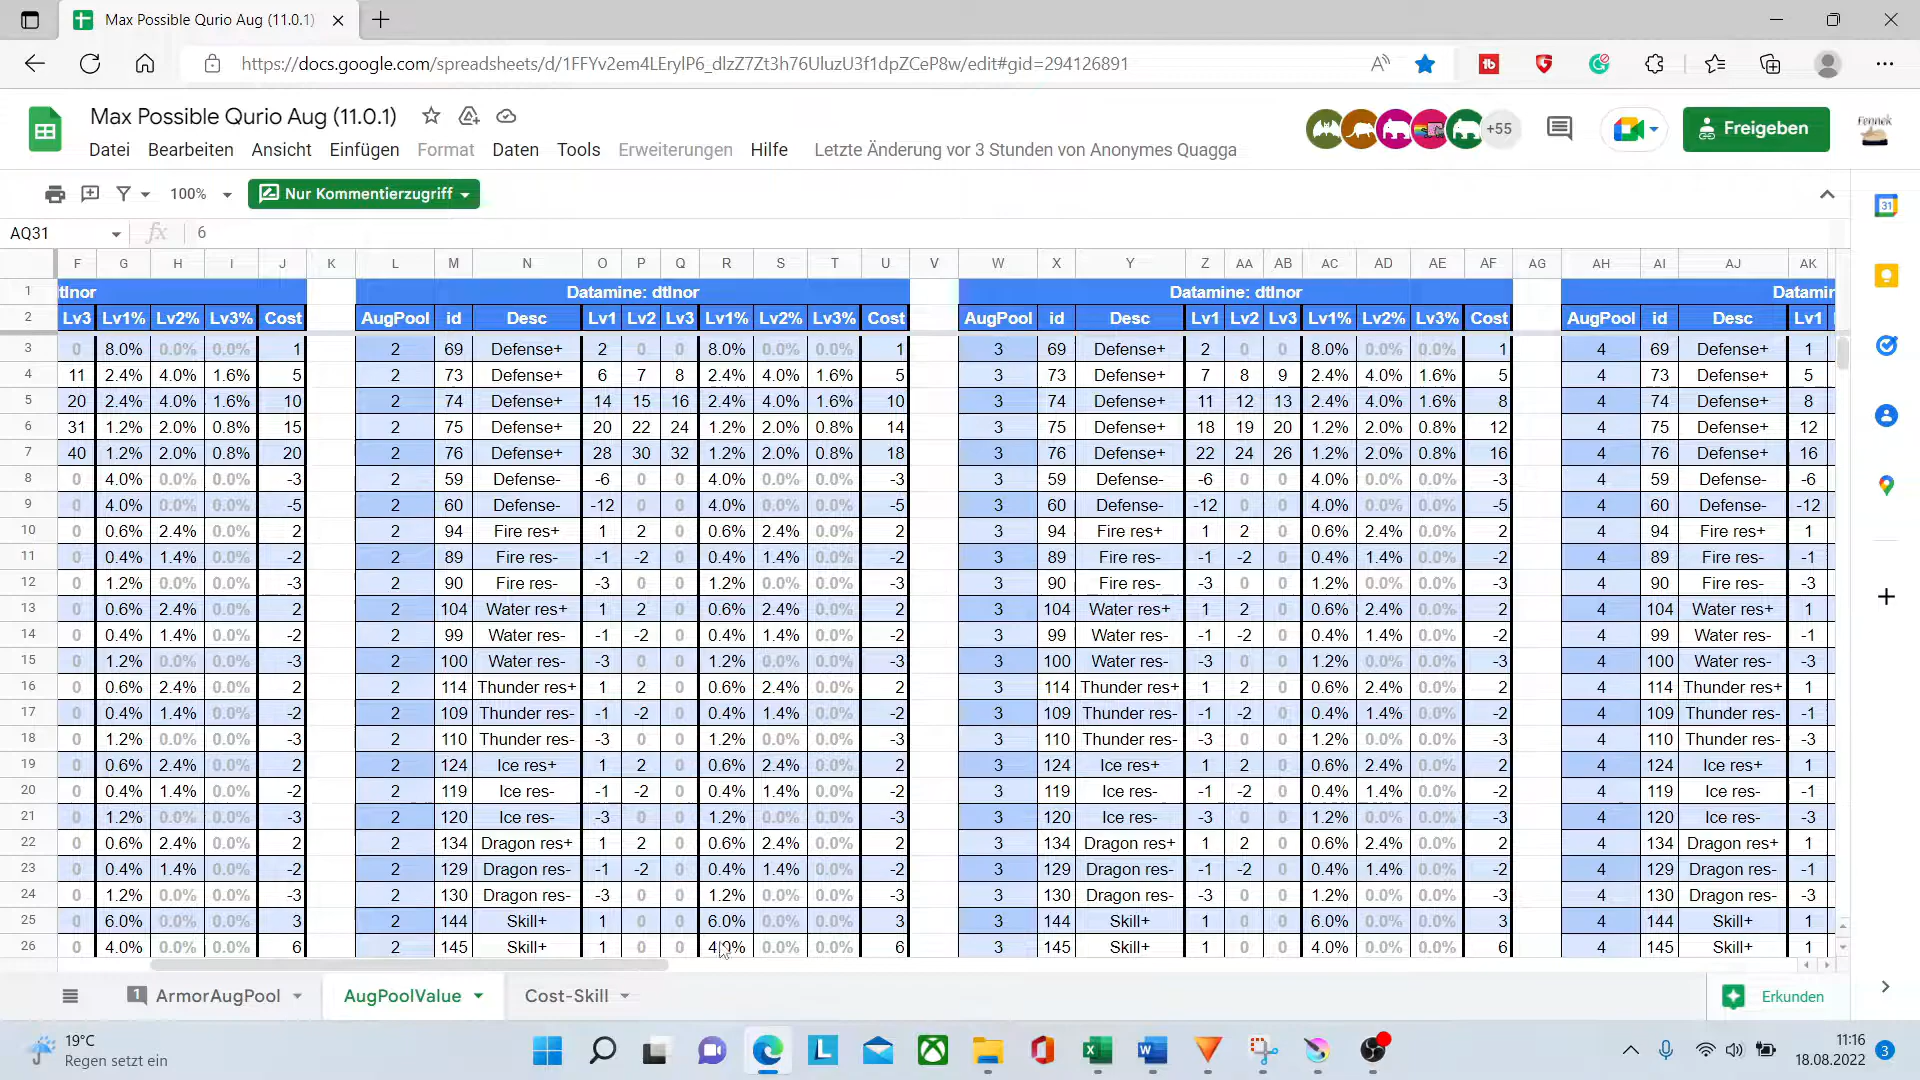 Max Possible Qurio Aug (11.0.1)
https://docs.google.com/spreadsheets/d/1FFYv2em4LErylP6_dlzZ7Zt3h76UluzU3f1dpZCeP8w/edit#gid=294126891
Max Possible Qurio Aug (11.0.1)
+55
Freigeben
Fennek
Datei Bearbeiten Ansicht Einfügen Format Daten Tools Erweiterungen Hilfe Letzte Änderung vor 3 Stunden von Anonymes Quagga
100% Nur Kommentierzugriff
AQ31 fx 6
F G H I J K L M N O P Q R S T U V W X Y Z AA AB AC AD AE AF AG AH AI AJ AK
1 tlnor Datamine: dtlnor Datamine: dtlnor Datamir
2 Lv3 Lv1% Lv2% Lv3% Cost AugPool id Desc Lv1 Lv2 Lv3 Lv1% Lv2% Lv3% Cost AugPool id Desc Lv1 Lv2 Lv3 Lv1% Lv2% Lv3% Cost AugPool id Desc Lv1
3 0 8.0% 0.0% 0.0% 1 2 69 Defense+ 2 0 0 8.0% 0.0% 0.0% 1 3 69 Defense+ 2 0 0 8.0% 0.0% 0.0% 1 4 69 Defense+ 1
4 11 2.4% 4.0% 1.6% 5 2 73 Defense+ 6 7 8 2.4% 4.0% 1.6% 5 3 73 Defense+ 7 8 9 2.4% 4.0% 1.6% 5 4 73 Defense+ 5
5 20 2.4% 4.0% 1.6% 10 2 74 Defense+ 14 15 16 2.4% 4.0% 1.6% 10 3 74 Defense+ 11 12 13 2.4% 4.0% 1.6% 8 4 74 Defense+ 8
6 31 1.2% 2.0% 0.8% 15 2 75 Defense+ 20 22 24 1.2% 2.0% 0.8% 14 3 75 Defense+ 18 19 20 1.2% 2.0% 0.8% 12 4 75 Defense+ 12
7 40 1.2% 2.0% 0.8% 20 2 76 Defense+ 28 30 32 1.2% 2.0% 0.8% 18 3 76 Defense+ 22 24 26 1.2% 2.0% 0.8% 16 4 76 Defense+ 16
8 0 4.0% 0.0% 0.0% -3 2 59 Defense- -6 0 0 4.0% 0.0% 0.0% -3 3 59 Defense- -6 0 0 4.0% 0.0% 0.0% -3 4 59 Defense- -6
9 0 4.0% 0.0% 0.0% -5 2 60 Defense- -12 0 0 4.0% 0.0% 0.0% -5 3 60 Defense- -12 0 0 4.0% 0.0% 0.0% -5 4 60 Defense- -12
10 0 0.6% 2.4% 0.0% 2 2 94 Fire res+ 1 2 0 0.6% 2.4% 0.0% 2 3 94 Fire res+ 1 2 0 0.6% 2.4% 0.0% 2 4 94 Fire res+ 1
11 0 0.4% 1.4% 0.0% -2 2 89 Fire res- -1 -2 0 0.4% 1.4% 0.0% -2 3 89 Fire res- -1 -2 0 0.4% 1.4% 0.0% -2 4 89 Fire res- -1
12 0 1.2% 0.0% 0.0% -3 2 90 Fire res- -3 0 0 1.2% 0.0% 0.0% -3 3 90 Fire res- -3 0 0 1.2% 0.0% 0.0% -3 4 90 Fire res- -3
13 0 0.6% 2.4% 0.0% 2 2 104 Water res+ 1 2 0 0.6% 2.4% 0.0% 2 3 104 Water res+ 1 2 0 0.6% 2.4% 0.0% 2 4 104 Water res+ 1
14 0 0.4% 1.4% 0.0% -2 2 99 Water res- -1 -2 0 0.4% 1.4% 0.0% -2 3 99 Water res- -1 -2 0 0.4% 1.4% 0.0% -2 4 99 Water res- -1
15 0 1.2% 0.0% 0.0% -3 2 100 Water res- -3 0 0 1.2% 0.0% 0.0% -3 3 100 Water res- -3 0 0 1.2% 0.0% 0.0% -3 4 100 Water res- -3
16 0 0.6% 2.4% 0.0% 2 2 114 Thunder res+ 1 2 0 0.6% 2.4% 0.0% 2 3 114 Thunder res+ 1 2 0 0.6% 2.4% 0.0% 2 4 114 Thunder res+ 1
17 0 0.4% 1.4% 0.0% -2 2 109 Thunder res- -1 -2 0 0.4% 1.4% 0.0% -2 3 109 Thunder res- -1 -2 0 0.4% 1.4% 0.0% -2 4 109 Thunder res- -1
18 0 1.2% 0.0% 0.0% -3 2 110 Thunder res- -3 0 0 1.2% 0.0% 0.0% -3 3 110 Thunder res- -3 0 0 1.2% 0.0% 0.0% -3 4 110 Thunder res- -3
19 0 0.6% 2.4% 0.0% 2 2 124 Ice res+ 1 2 0 0.6% 2.4% 0.0% 2 3 124 Ice res+ 1 2 0 0.6% 2.4% 0.0% 2 4 124 Ice res+ 1
20 0 0.4% 1.4% 0.0% -2 2 119 Ice res- -1 -2 0 0.4% 1.4% 0.0% -2 3 119 Ice res- -1 -2 0 0.4% 1.4% 0.0% -2 4 119 Ice res- -1
21 0 1.2% 0.0% 0.0% -3 2 120 Ice res- -3 0 0 1.2% 0.0% 0.0% -3 3 120 Ice res- -3 0 0 1.2% 0.0% 0.0% -3 4 120 Ice res- -3
22 0 0.6% 2.4% 0.0% 2 2 134 Dragon res+ 1 2 0 0.6% 2.4% 0.0% 2 3 134 Dragon res+ 1 2 0 0.6% 2.4% 0.0% 2 4 134 Dragon res+ 1
23 0 0.4% 1.4% 0.0% -2 2 129 Dragon res- -1 -2 0 0.4% 1.4% 0.0% -2 3 129 Dragon res- -1 -2 0 0.4% 1.4% 0.0% -2 4 129 Dragon res- -1
24 0 1.2% 0.0% 0.0% -3 2 130 Dragon res- -3 0 0 1.2% 0.0% 0.0% -3 3 130 Dragon res- -3 0 0 1.2% 0.0% 0.0% -3 4 130 Dragon res- -3
25 0 6.0% 0.0% 0.0% 3 2 144 Skill+ 1 0 0 6.0% 0.0% 0.0% 3 3 144 Skill+ 1 0 0 6.0% 0.0% 0.0% 3 4 144 Skill+ 1
26 0 4.0% 0.0% 0.0% 6 2 145 Skill+ 1 0 0 4.0% 0.0% 0.0% 6 3 145 Skill+ 1 0 0 4.0% 0.0% 0.0% 6 4 145 Skill+ 1
1 ArmorAugPool AugPoolValue Cost-Skill Erkunden
19°C
Regen setzt ein
11:16
18.08.2022
3